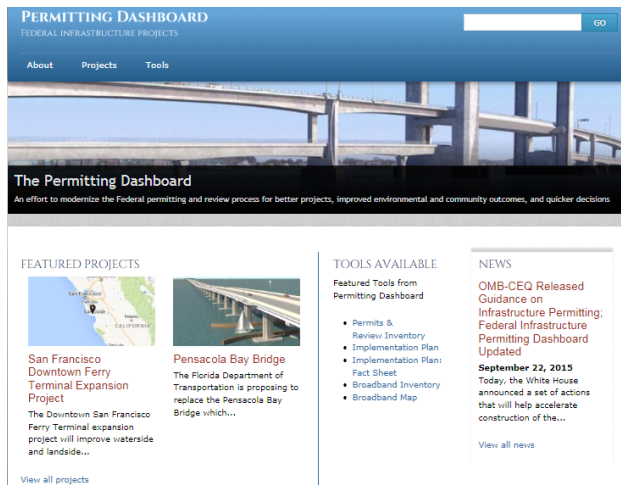 PERMITTING DASHBOARD
FEDERAL INFRASTRUCTURE PROJECTS
GO
About
Projects
Tools
The Permitting Dashboard
An effort to modernize the Federal permitting and review process for better projects, improved environmental and community outcomes, and quicker decisions
FEATURED PROJECTS
San Francisco
CALIFORNIA
San Francisco
Downtown Ferry
Terminal Expansion
Project
The Downtown San Francisco
Ferry Terminal expansion
project will improve waterside
and landside...
Pensacola Bay Bridge
The Florida Department of
Transportation is proposing to
replace the Pensacola Bay
Bridge which...
View all projects
TOOLS AVAILABLE
Featured Tools from
Permitting Dashboard
Permits &
Review Inventory
Implementation Plan
Implementation Plan:
Fact Sheet
Broadband Inventory
Broadband Map
NEWS
OMB-CEQ Released
Guidance on
Infrastructure Permitting;
Federal Infrastructure
Permitting Dashboard
Updated
September 22, 2015
Today, the White House
announced a set of actions
that will help accelerate
construction of the...
View all news